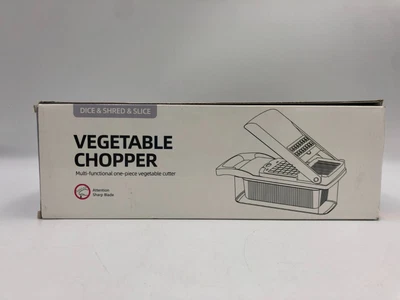 DICE & SHRED & SLICE
VEGETABLE
CHOPPER
Multi-functional one-piece vegetable cutter
Attention
Sharp Blade